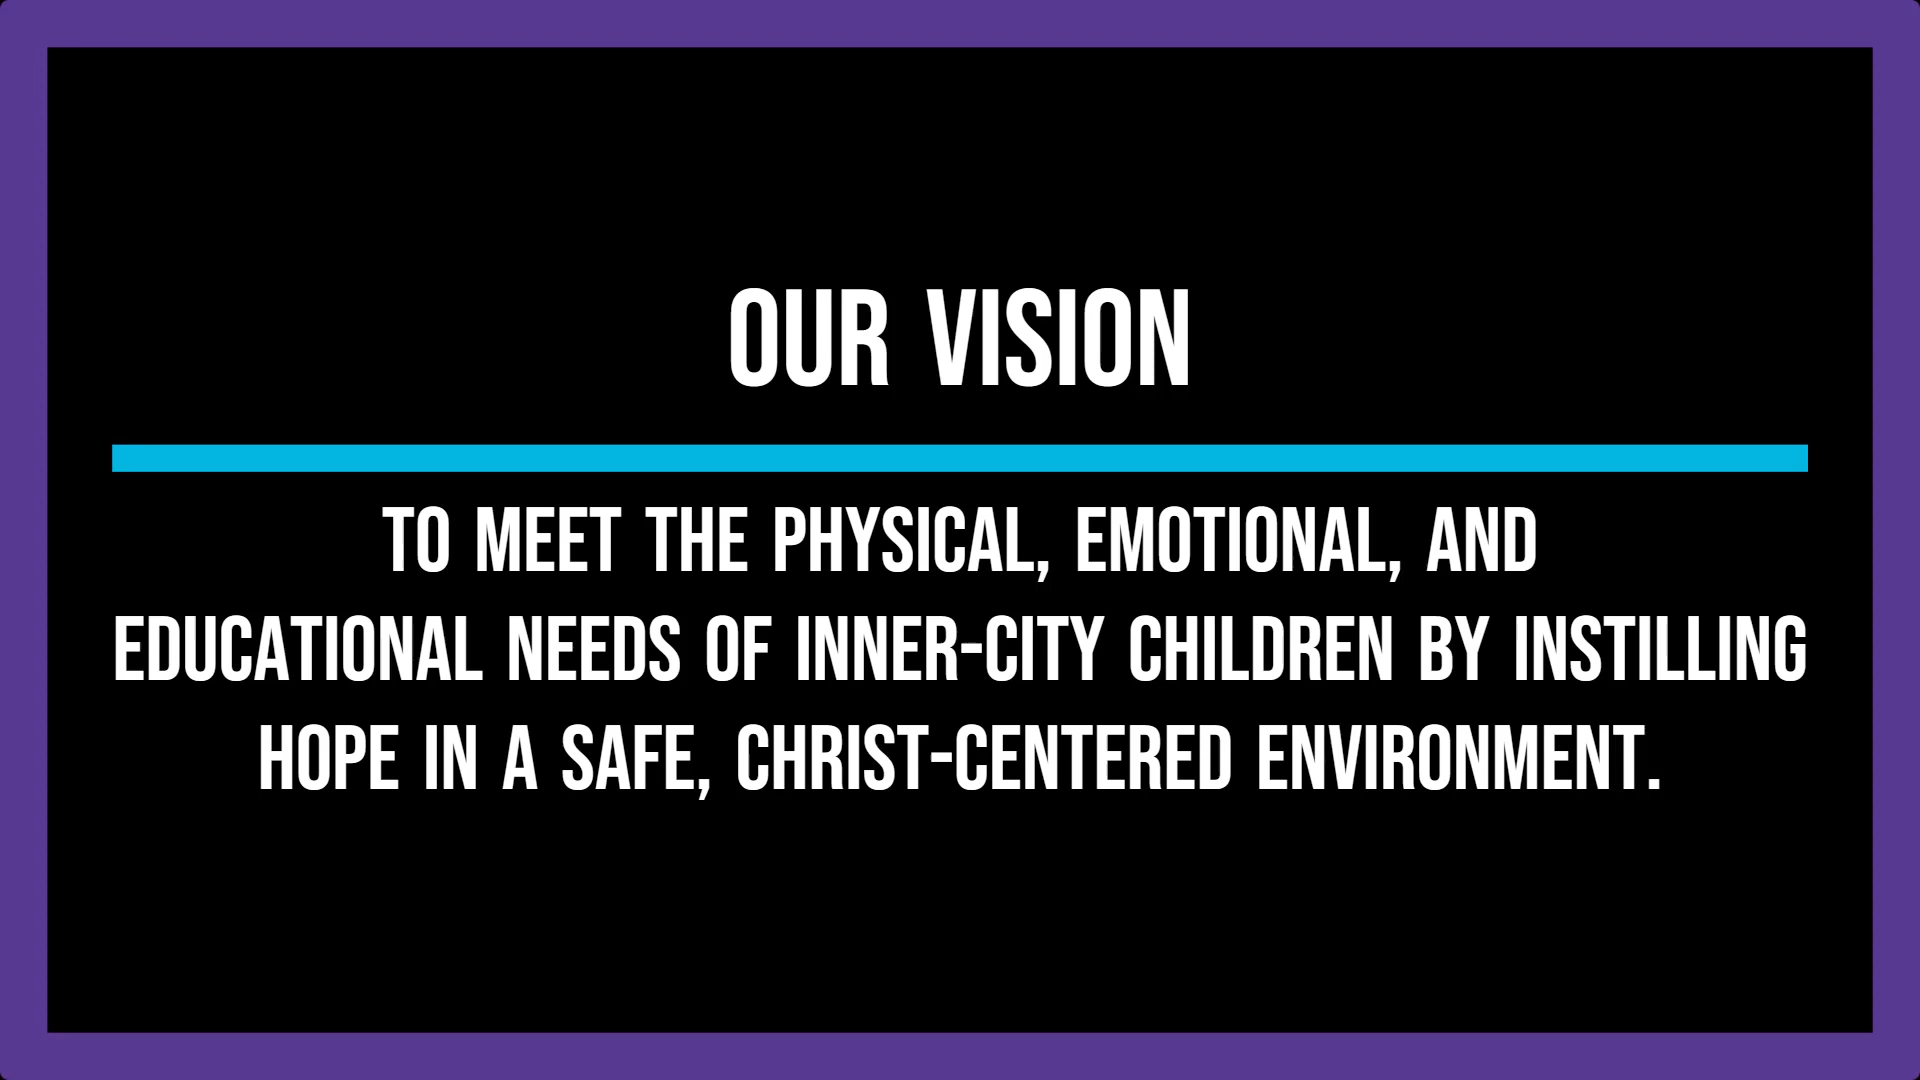 OUR VISION
TO MEET THE PHYSICAL, EMOTIONAL, AND
EDUCATIONAL NEEDS OF INNER-CITY CHILDREN BY INSTILLING
HOPE IN A SAFE, CHRIST-CENTERED ENVIRONMENT.